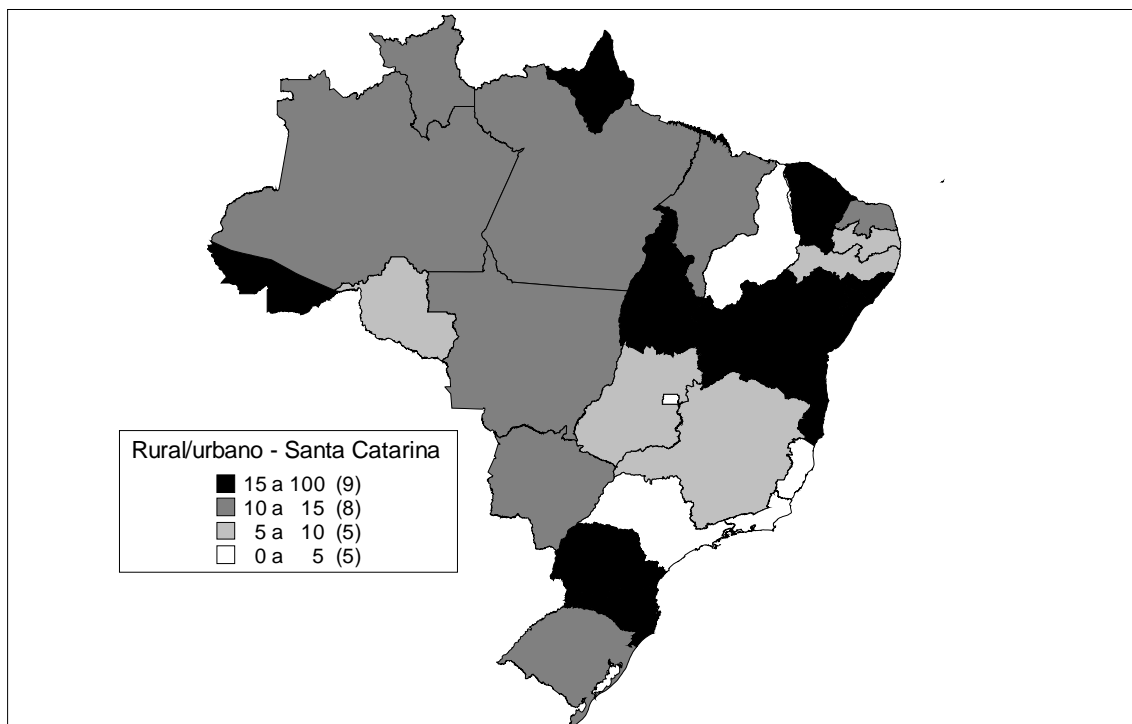 Rural/urbano - Santa Catarina
15 a 100 (9)
10 a 15 (8)
5 a 10 (5)
0 a 5 (5)